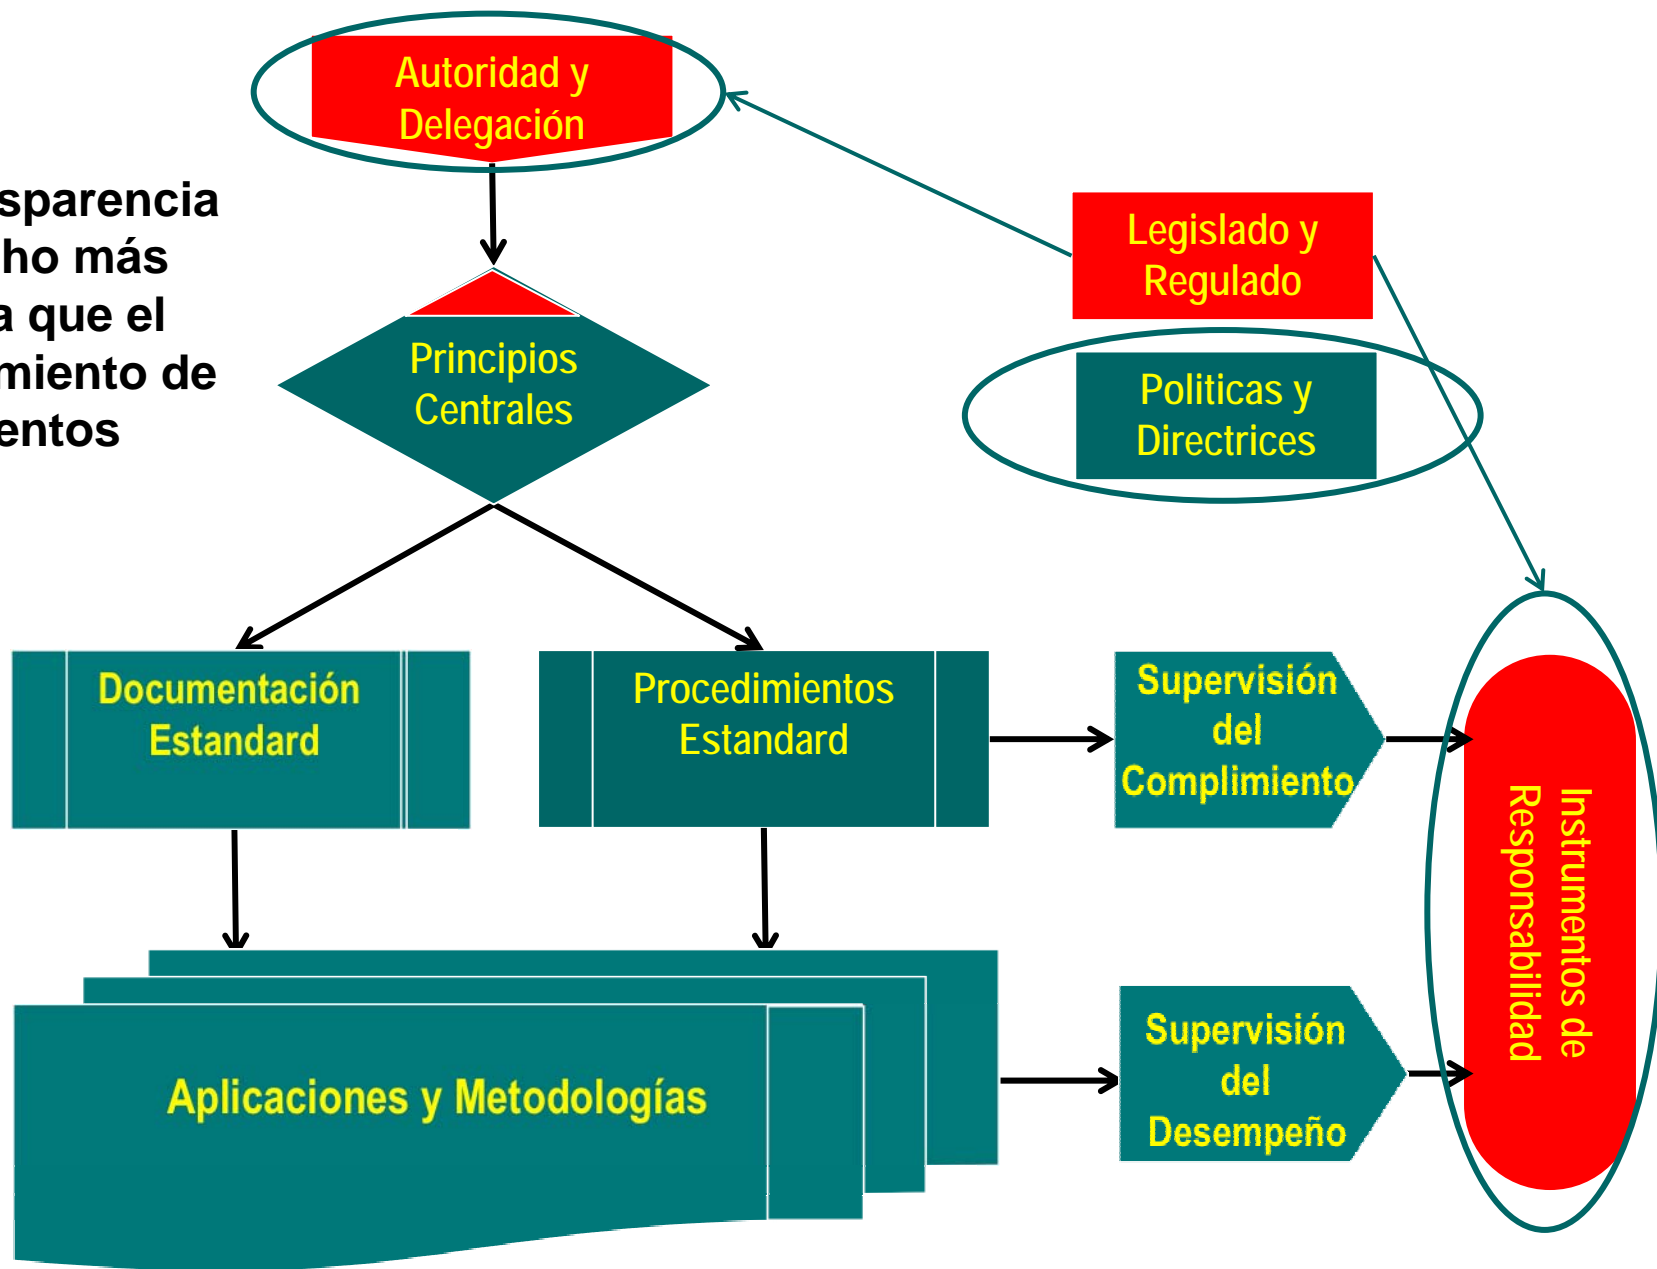 Autoridad y
Delegación
sparencia
ho más
a que el
miento de
entos
Legislado y
Regulado
Principios
Centrales
Politicas y
Directrices
Documentación
Estandard
Procedimientos
Estandard
Supervisión
del
Complimiento
Instrumentos de
Responsabilidad
Aplicaciones y Metodologías
Supervisión
del
Desempeño